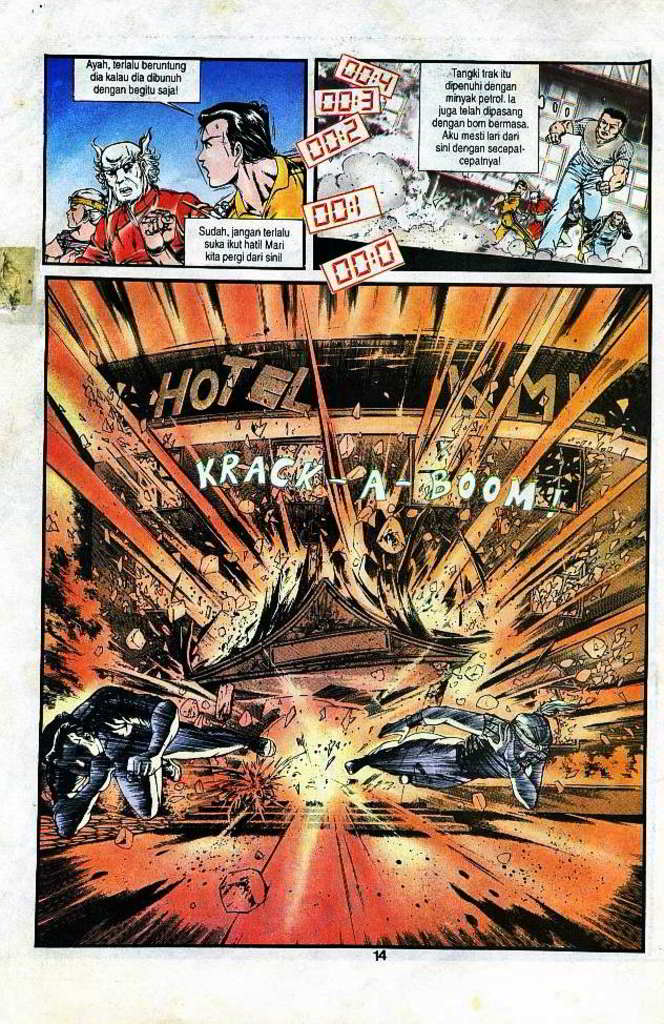 Ayah, terlalu beruntung
dia kalau dia dibunuh
dengan begitu saja!
Sudah, jangan terlalu
suka ikut hati! Mari
kita pergi dari sini!
00:4
00:3
00:2
00:1
00:0
Tangki trak itu
dipenuhi dengan
minyak petrol. Ia
juga telah dipasang
dengan bom bermasa.
Aku mesti lari dari
sini dengan secepat-
cepatnya!
HOTEL
KRACK-A-BOOM!
14